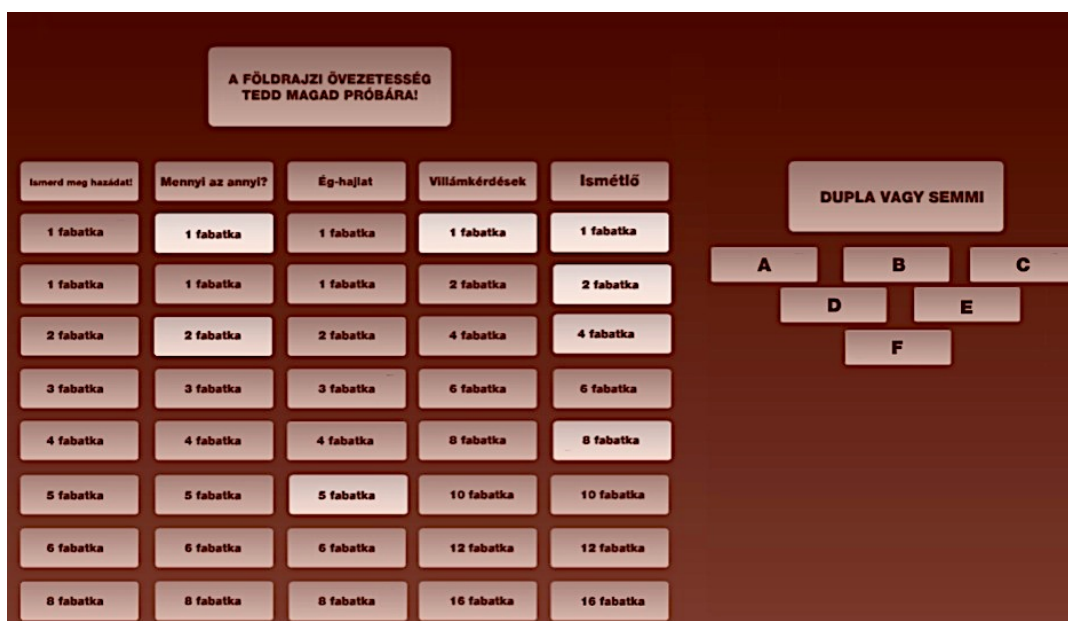 A FÖLDRAJZI ÖVEZETESSÉG
TEDD MAGAD PRÓBÁRA!
Ismerd meg hazádat! Mennyi az annyi? Ég-hajlat Villámkérdések Ismétlő
1 fabatka 1 fabatka 1 fabatka 1 fabatka 1 fabatka
1 fabatka 1 fabatka 1 fabatka 2 fabatka 2 fabatka
2 fabatka 2 fabatka 2 fabatka 4 fabatka 4 fabatka
3 fabatka 3 fabatka 3 fabatka 6 fabatka 6 fabatka
4 fabatka 4 fabatka 4 fabatka 8 fabatka 8 fabatka
5 fabatka 5 fabatka 5 fabatka 10 fabatka 10 fabatka
6 fabatka 6 fabatka 6 fabatka 12 fabatka 12 fabatka
8 fabatka 8 fabatka 8 fabatka 16 fabatka 16 fabatka
DUPLA VAGY SEMMI
A B C
D E
F